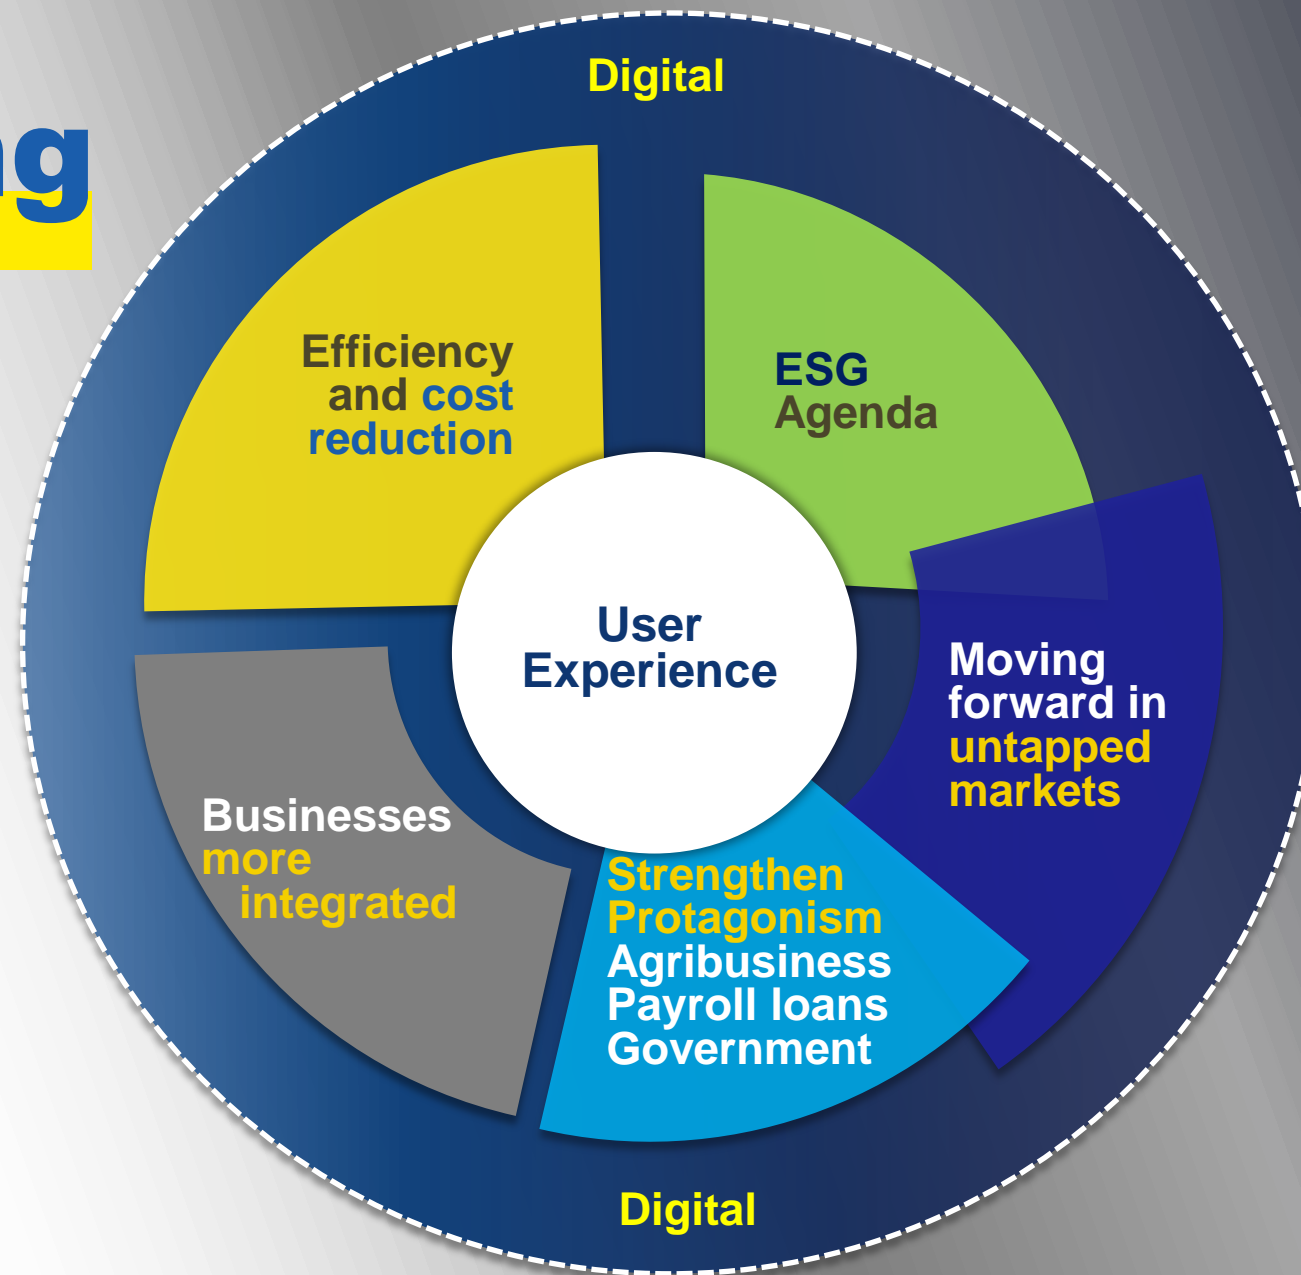 Digital
Efficiency
and cost
reduction
ESG
Agenda
User
Experience
Moving
forward in
untapped
markets
Businesses
more
integrated
Strengthen
Protagonism
Agribusiness
Payroll loans
Government
Digital